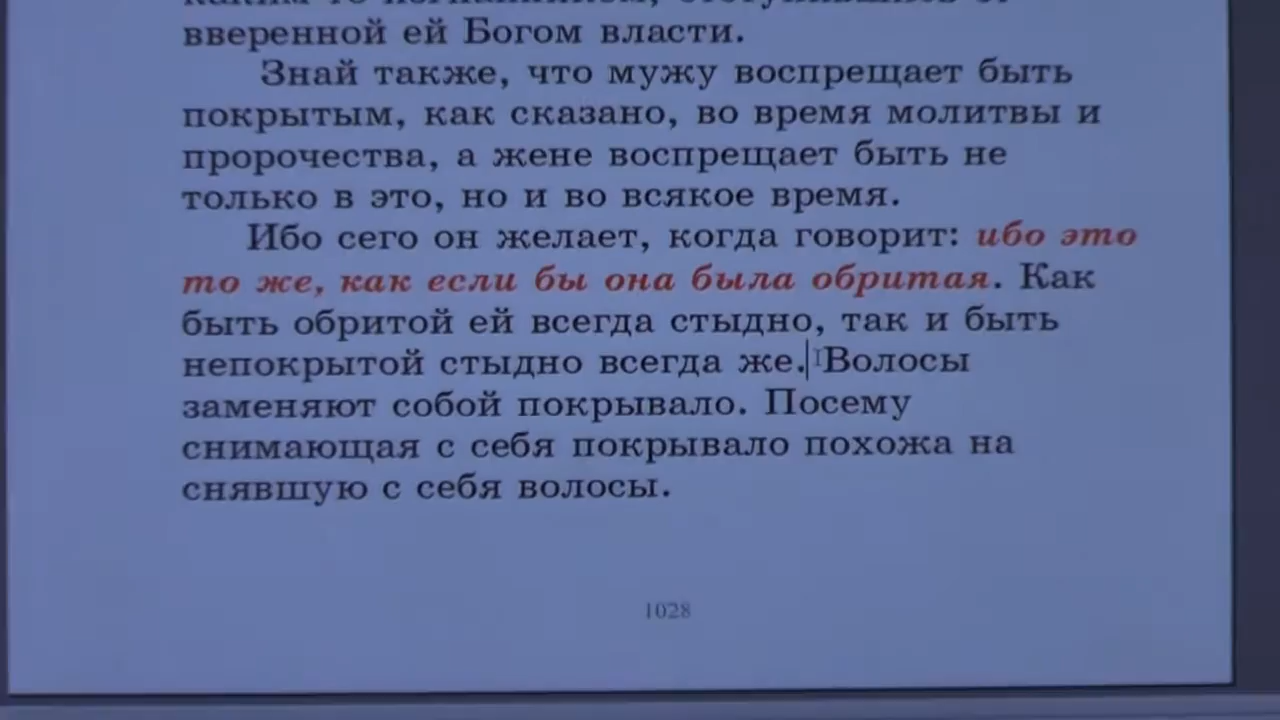 вверенной ей Богом власти.
Знай также, что мужу воспрещает быть
покрытым, как сказано, во время молитвы и
пророчества, а жене воспрещает быть не
только в это, но и во всякое время.
Ибо сего он желает, когда говорит: ибо это
то же, как если бы она была обритая. Как
быть обритой ей всегда стыдно, так и быть
непокрытой стыдно всегда же. Волосы
заменяют собой покрывало. Посему
снимающая с себя покрывало похожа на
снявшую с себя волосы.
1028